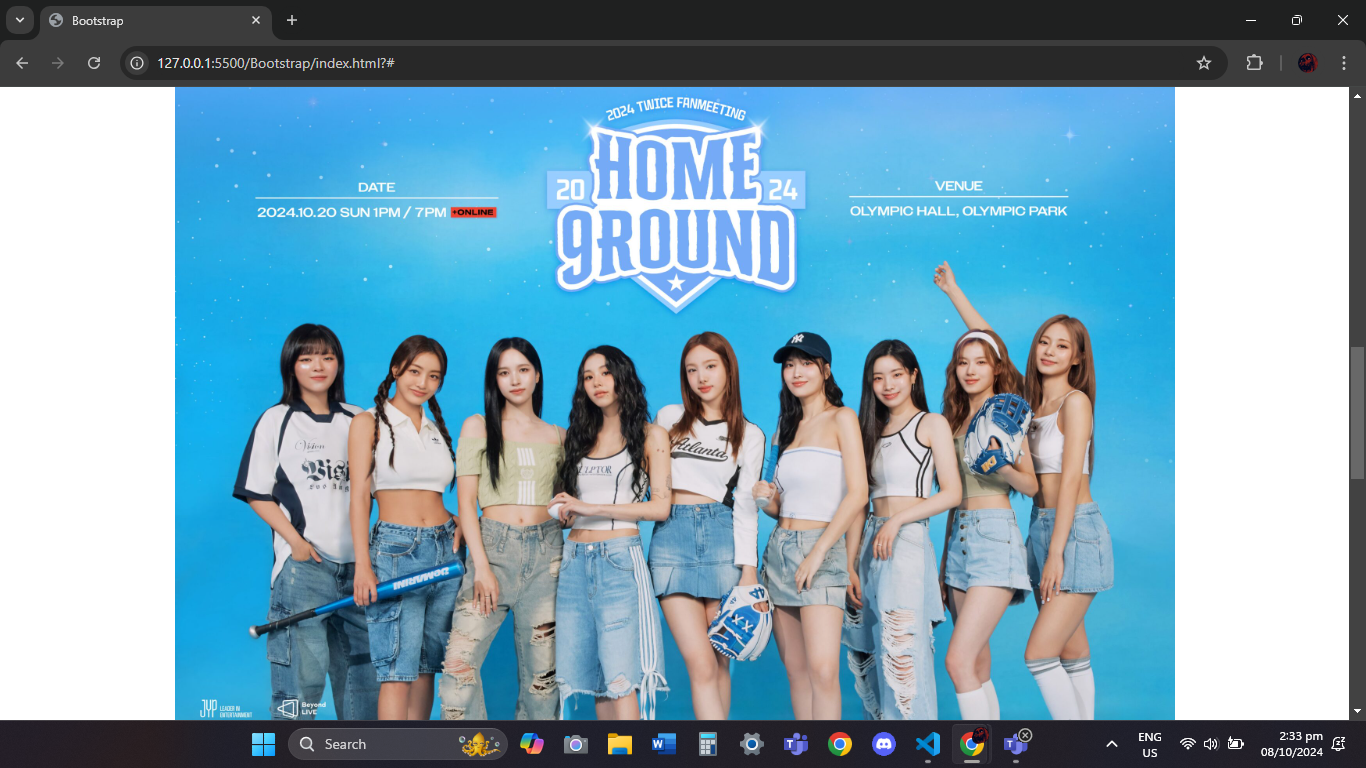 Bootstrap
127.0.0.1:5500/Bootstrap/index.html?#
2024 TWICE FANMEETING
HOME
20 24
9ROUND
DATE
2024.10.20 SUN 1PM / 7PM +ONLINE
VENUE
OLYMPIC HALL, OLYMPIC PARK
Atlanta
DeMARINI
JYP LEADER IN
ENTERTAINMENT
Beyond
LIVE
Search
ENG
US
2:33 pm
08/10/2024